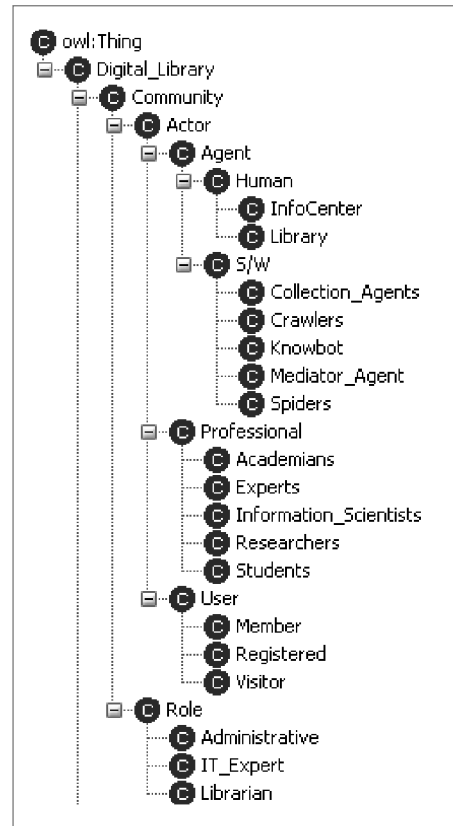 C owl:Thing
C Digital_Library
C Community
C Actor
C Agent
C Human
C InfoCenter
C Library
C S/W
C Collection_Agents
C Crawlers
C Knowbot
C Mediator_Agent
C Spiders
C Professional
C Academians
C Experts
C Information_Scientists
C Researchers
C Students
C User
C Member
C Registered
C Visitor
C Role
C Administrative
C IT_Expert
C Librarian